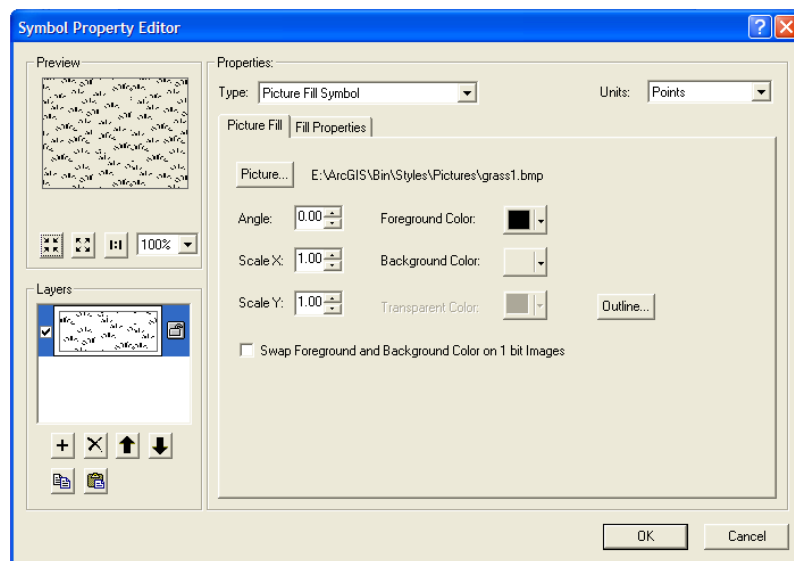 Symbol Property Editor
Preview
100%
Layers
Properties:
Type: Picture Fill Symbol
Units: Points
Picture Fill
Fill Properties
Picture... E:\ArcGIS\Bin\Styles\Pictures\grass1.bmp
Angle: 0.00 Foreground Color:
Scale X: 1.00 Background Color:
Scale Y: 1.00 Transparent Color: Outline...
Swap Foreground and Background Color on 1 bit Images
OK Cancel